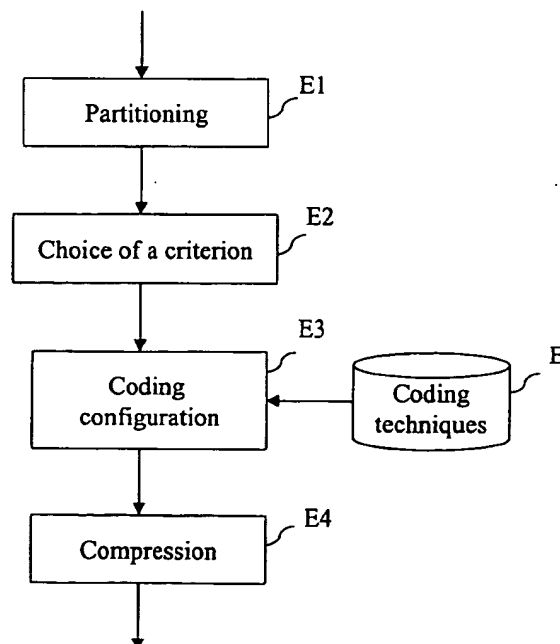 E1
Partitioning
E2
Choice of a criterion
E3
Coding
configuration
E
Coding
techniques
E4
Compression